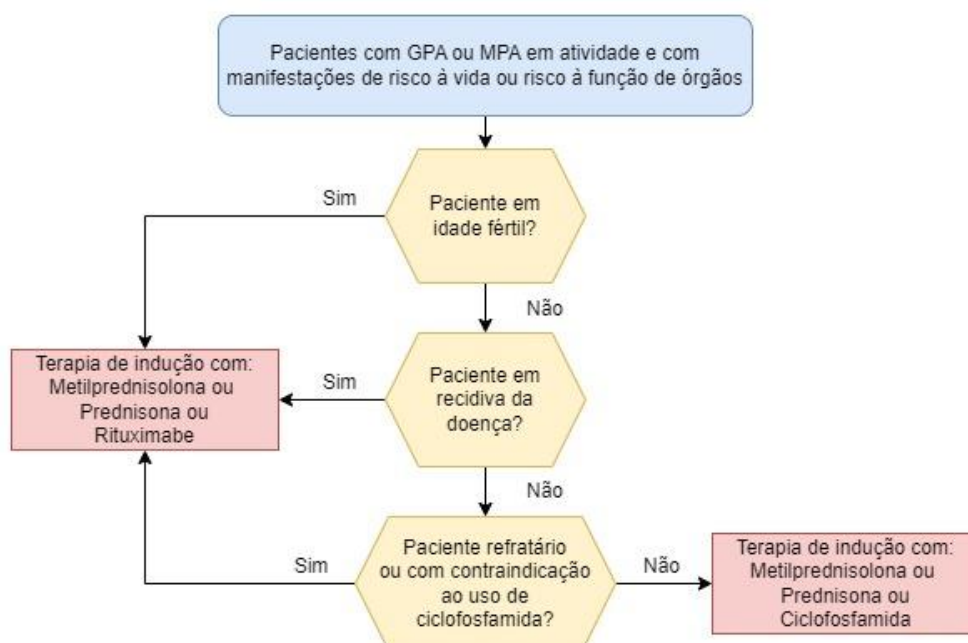 Pacientes com GPA ou MPA em atividade e com
manifestações de risco à vida ou risco à função de órgãos
Sim
Paciente em
idade fértil?
Não
Terapia de indução com:
Metilprednisolona ou
Prednisona ou
Rituximabe
Sim
Paciente em
recidiva da
doença?
Não
Sim
Paciente refratário
ou com contraindicação
ao uso de
ciclofosfamida?
Não
Terapia de indução com:
Metilprednisolona ou
Prednisona ou
Ciclofosfamida